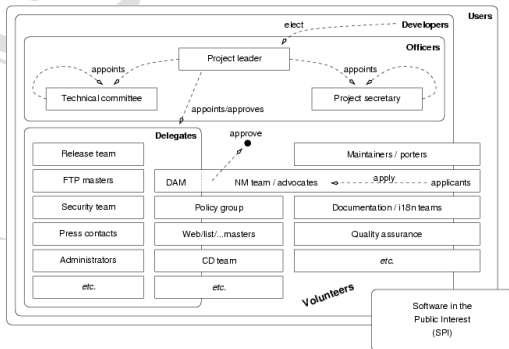 Users
elect
Developers
Officers
Project leader
appoints
appoints
Technical committee
Project secretary
appoints/approves
Delegates
approve
Release team
Maintainers / porters
FTP masters
DAM
NM team / advocates
apply
applicants
Security team
Policy group
Documentation / i18n teams
Press contacts
Web/list/...masters
Quality assurance
Administrators
CD team
etc.
etc.
etc.
Volunteers
Software in the
Public Interest
(SPI)